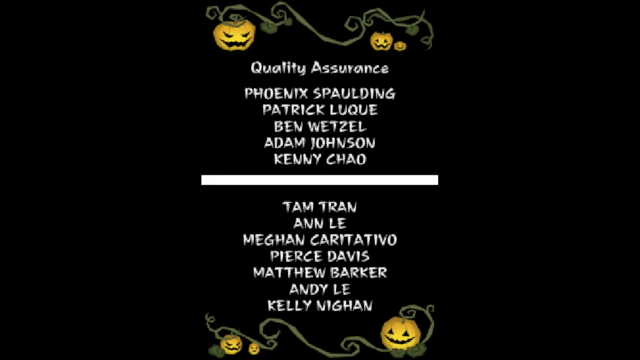 Quality Assurance
PHOENIX SPAULDING
PATRICK LUQUE
BEN WETZEL
ADAM JOHNSON
KENNY CHAO
TAM TRAN
ANN LE
MEGHAN CARITATIVO
PIERCE DAVIS
MATTHEW BARKER
ANDY LE
KELLY NIGHAN